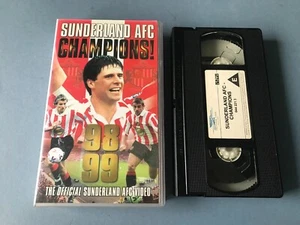 SUNDERLAND AFC
CHAMPIONS!
98
99
THE OFFICIAL SUNDERLAND AFC VIDEO
SUNDERLAND AFC
CHAMPIONS
E